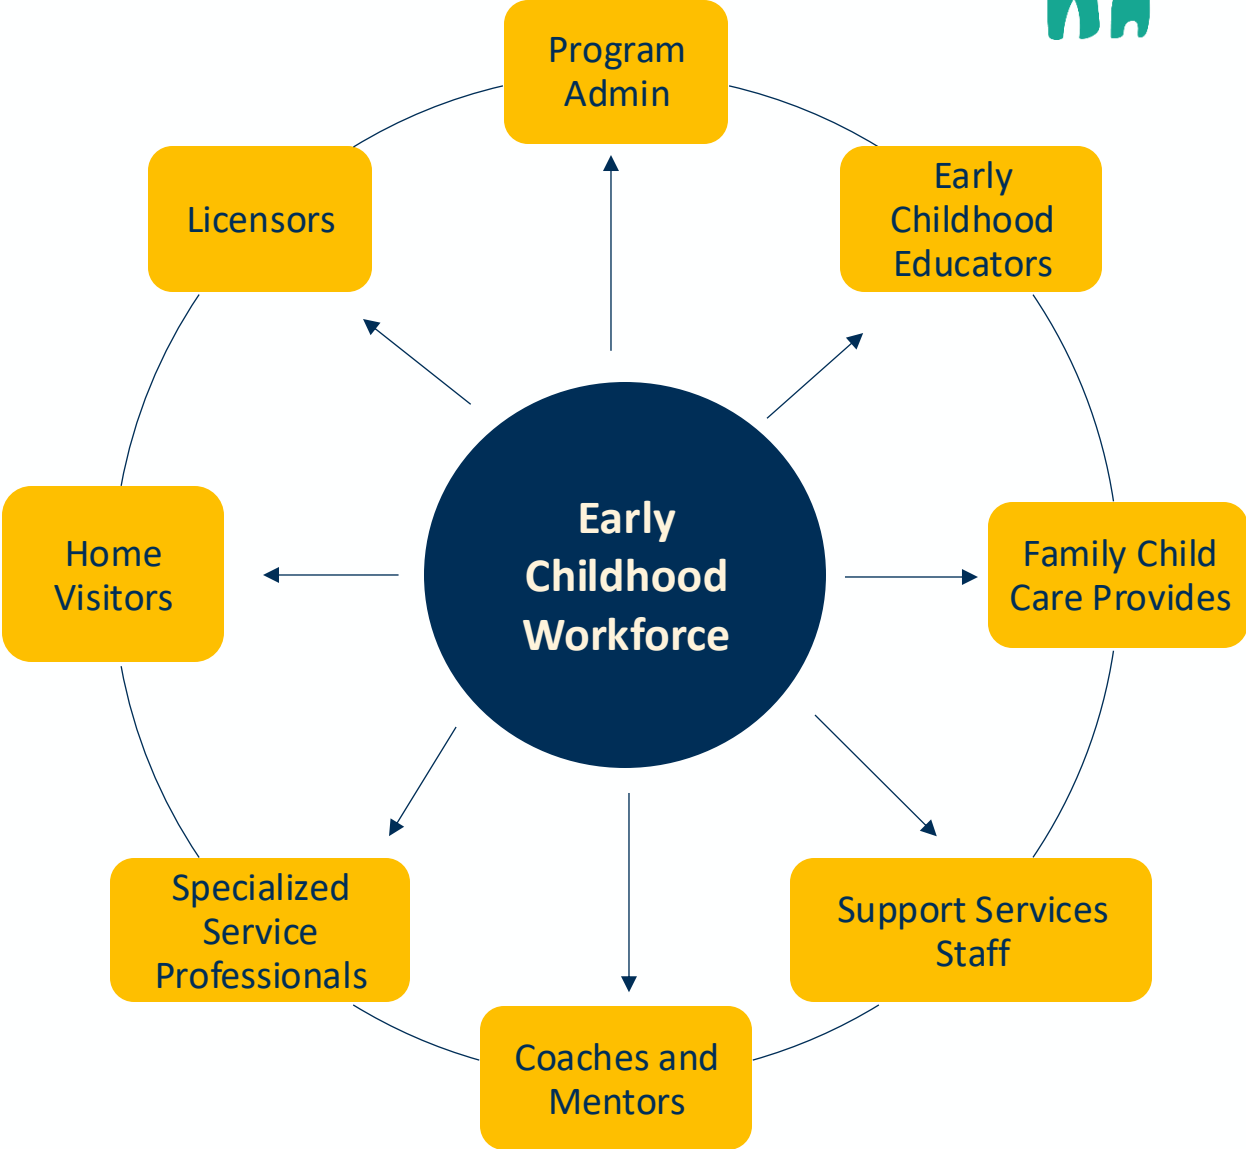 Program
Admin
Early
Childhood
Educators
Licensors
Early
Childhood
Workforce
Home
Visitors
Family Child
Care Provides
Specialized
Service
Professionals
Support Services
Staff
Coaches and
Mentors